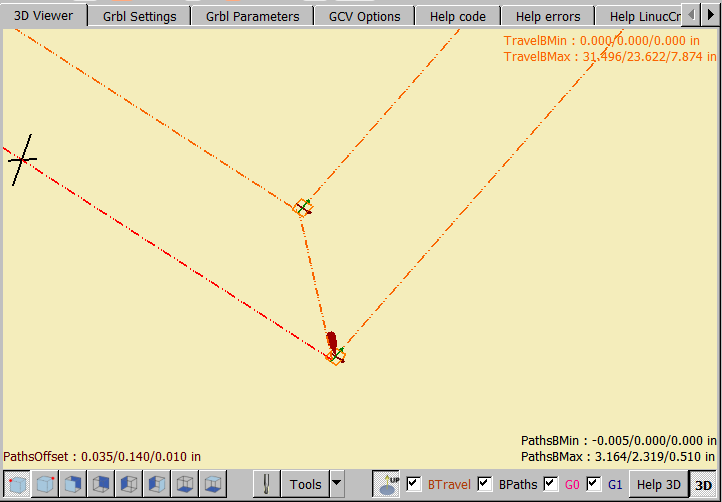 3D Viewer Grbl Settings Grbl Parameters GCV Options Help code Help errors Help LinucCn
TravelBMin : 0.000/0.000/0.000 in
TravelBMax : 31.496/23.622/7.874 in
PathsBMin : -0.005/0.000/0.000 in
PathsOffset : 0.035/0.140/0.010 in PathsBMax : 3.164/2.319/0.510 in
Tools UP BTravel BPaths G0 G1 Help 3D 3D